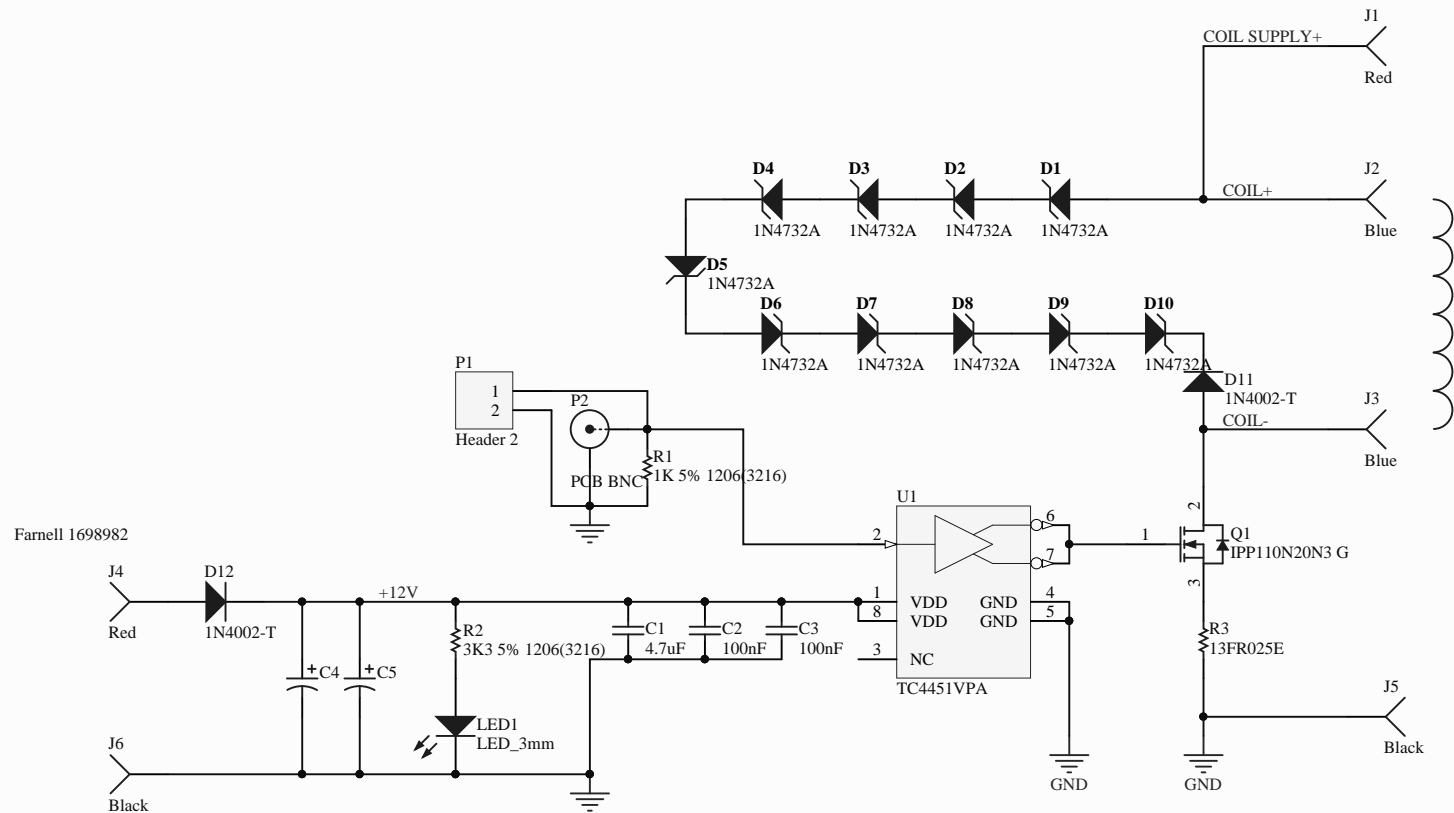 J1
COIL SUPPLY+
Red
D4
D3
D2
D1
J2
COIL+
1N4732A
1N4732A
1N4732A
1N4732A
Blue
D5
1N4732A
D6
D7
D8
D9
D10
1N4732A
1N4732A
1N4732A
1N4732A
1N4732A
P1
1
2
Header 2
P2
PCB BNC
R1
1K 5% 1206(3216)
D11
1N4002-T
J3
COIL-
Blue
U1
2
6
7
1
2
3
Q1
IPP110N20N3 G
Farnell 1698982
J4
Red
D12
1N4002-T
+12V
1
8
3
VDD
VDD
NC
GND
GND
4
5
TC4451VPA
R2
3K3 5% 1206(3216)
C1
4.7uF
C2
100nF
C3
100nF
+
C4
+
C5
LED1
LED_3mm
R3
13FR025E
J5
Black
J6
Black
GND
GND